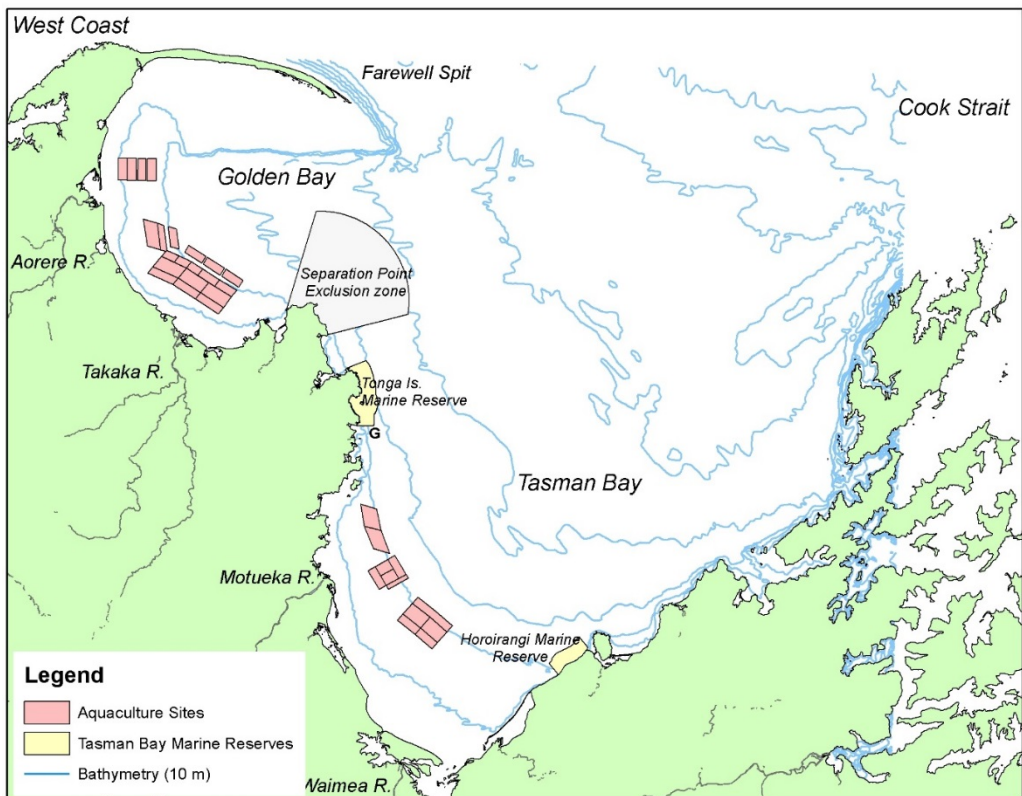 West Coast
Farewell Spit
Cook Strait
Golden Bay
Aorere R.
Separation Point
Exclusion zone
Takaka R.
Tonga Is.
Marine Reserve
G
Tasman Bay
Motueka R.
Horoirangi Marine
Reserve
Legend
Aquaculture Sites
Tasman Bay Marine Reserves
Bathymetry (10 m)
Waimea R.